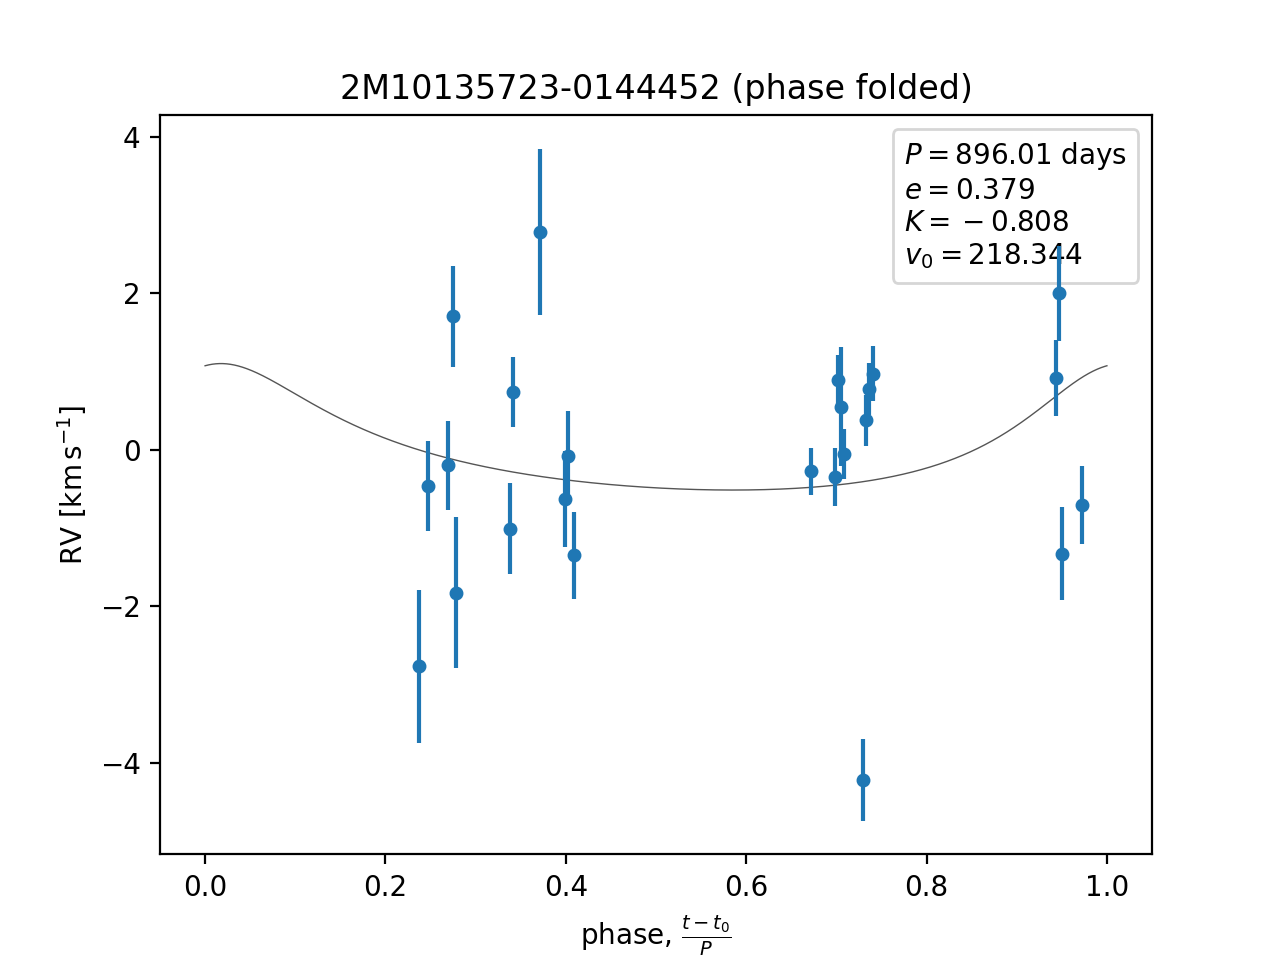 2M10135723-0144452 (phase folded)
P = 896.01 days
e = 0.379
K = −0.808
v₀ = 218.344
RV [km s⁻¹]
4
2
0
−2
−4
0.0 0.2 0.4 0.6 0.8 1.0
phase, (t − t₀)/P